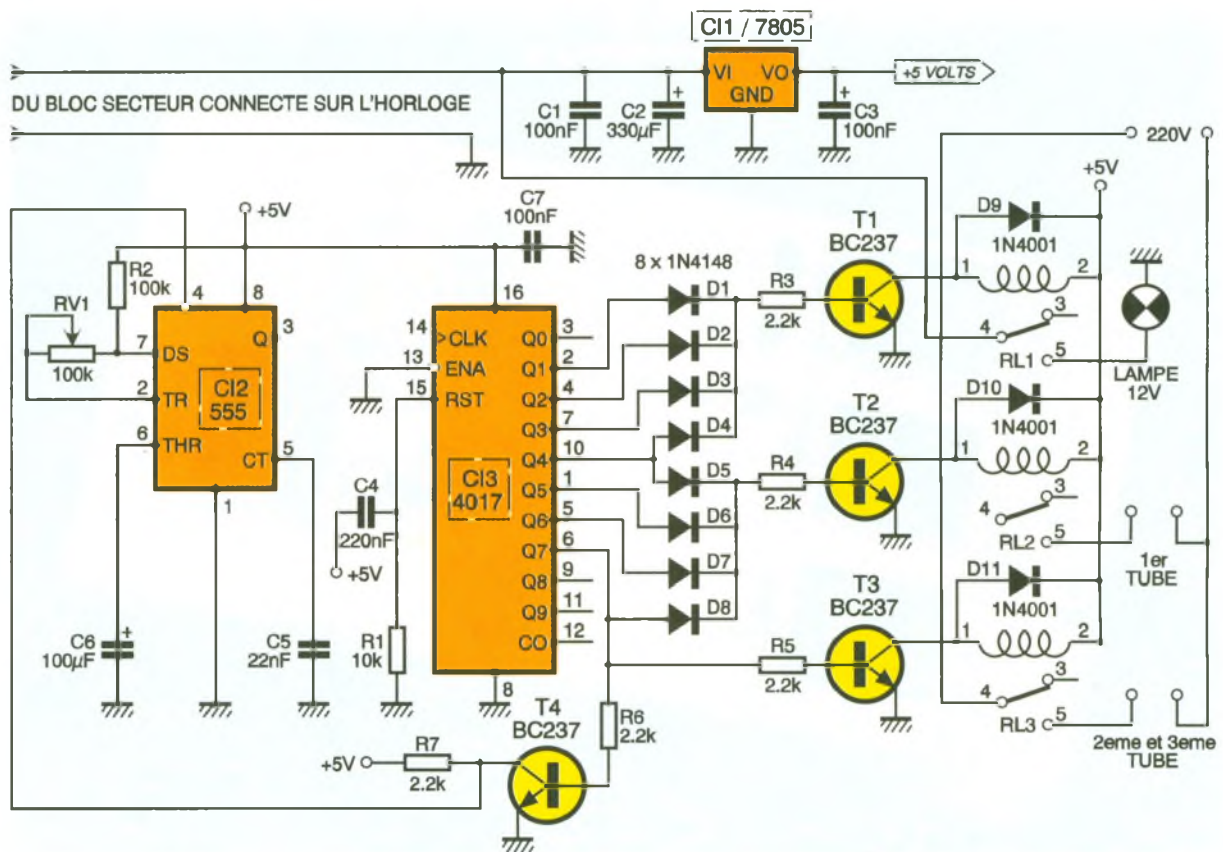 CI1 / 7805
VI VO
GND
+5 VOLTS
DU BLOC SECTEUR CONNECTE SUR L'HORLOGE
C1
100nF
C2
330µF
+
C3
100nF
+
220V
+5V
C7
100nF
+5V
R2
100k
RV1
100k
4
8
7
2
6
3
5
1
DS
TR
THR
Q
CT
CI2
555
C6
100µF
+
C5
22nF
16
14
13
15
>CLK
ENA
RST
CI3
4017
Q0 3
Q1 2
Q2 4
Q3 7
Q4 10
Q5 1
Q6 5
Q7 6
Q8 9
Q9 11
CO 12
8
C4
220nF
+5V
R1
10k
8 x 1N4148
D1
D2
D3
D4
D5
D6
D7
D8
R3
2.2k
R4
2.2k
R5
2.2k
R6
2.2k
T1
BC237
T2
BC237
T3
BC237
T4
BC237
+5V
R7
2.2k
D9
1N4001
1
2
3
4
5
RL1
LAMPE
12V
D10
1N4001
1
2
3
4
5
RL2
1er
TUBE
D11
1N4001
1
2
3
4
5
RL3
2eme et 3eme
TUBE